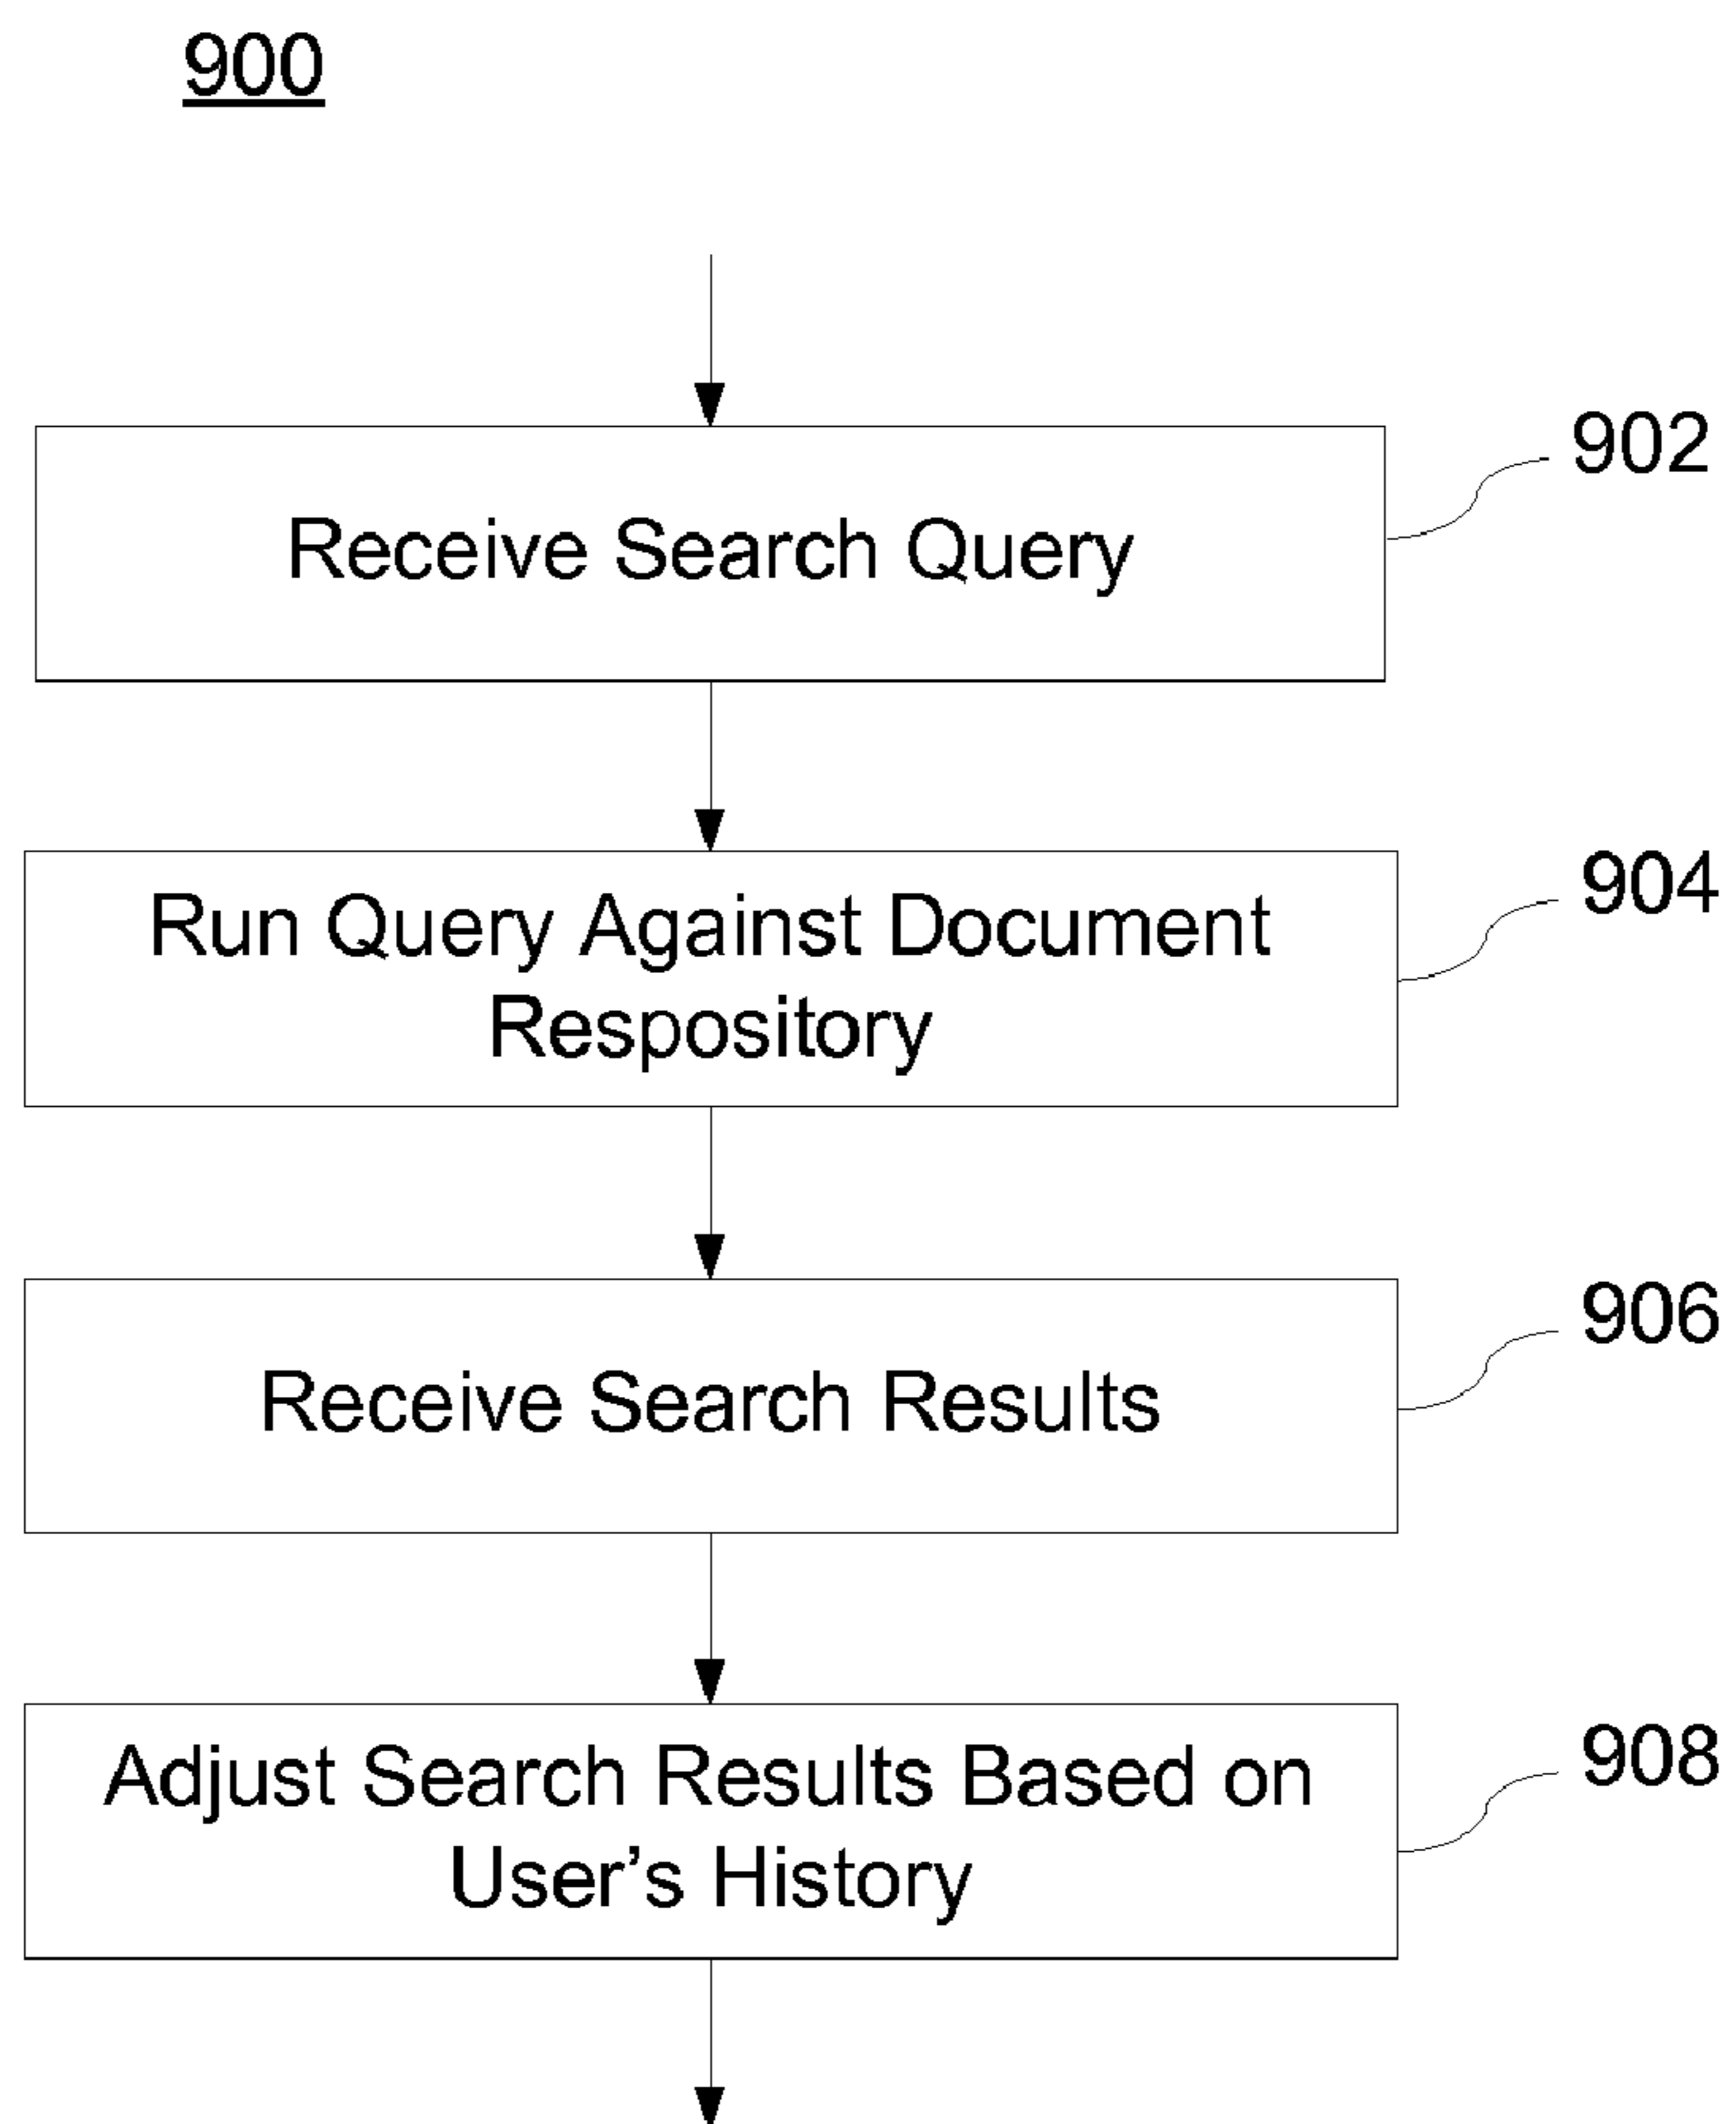 900
902
Receive Search Query
904
Run Query Against Document
Respository
906
Receive Search Results
908
Adjust Search Results Based on
User’s History